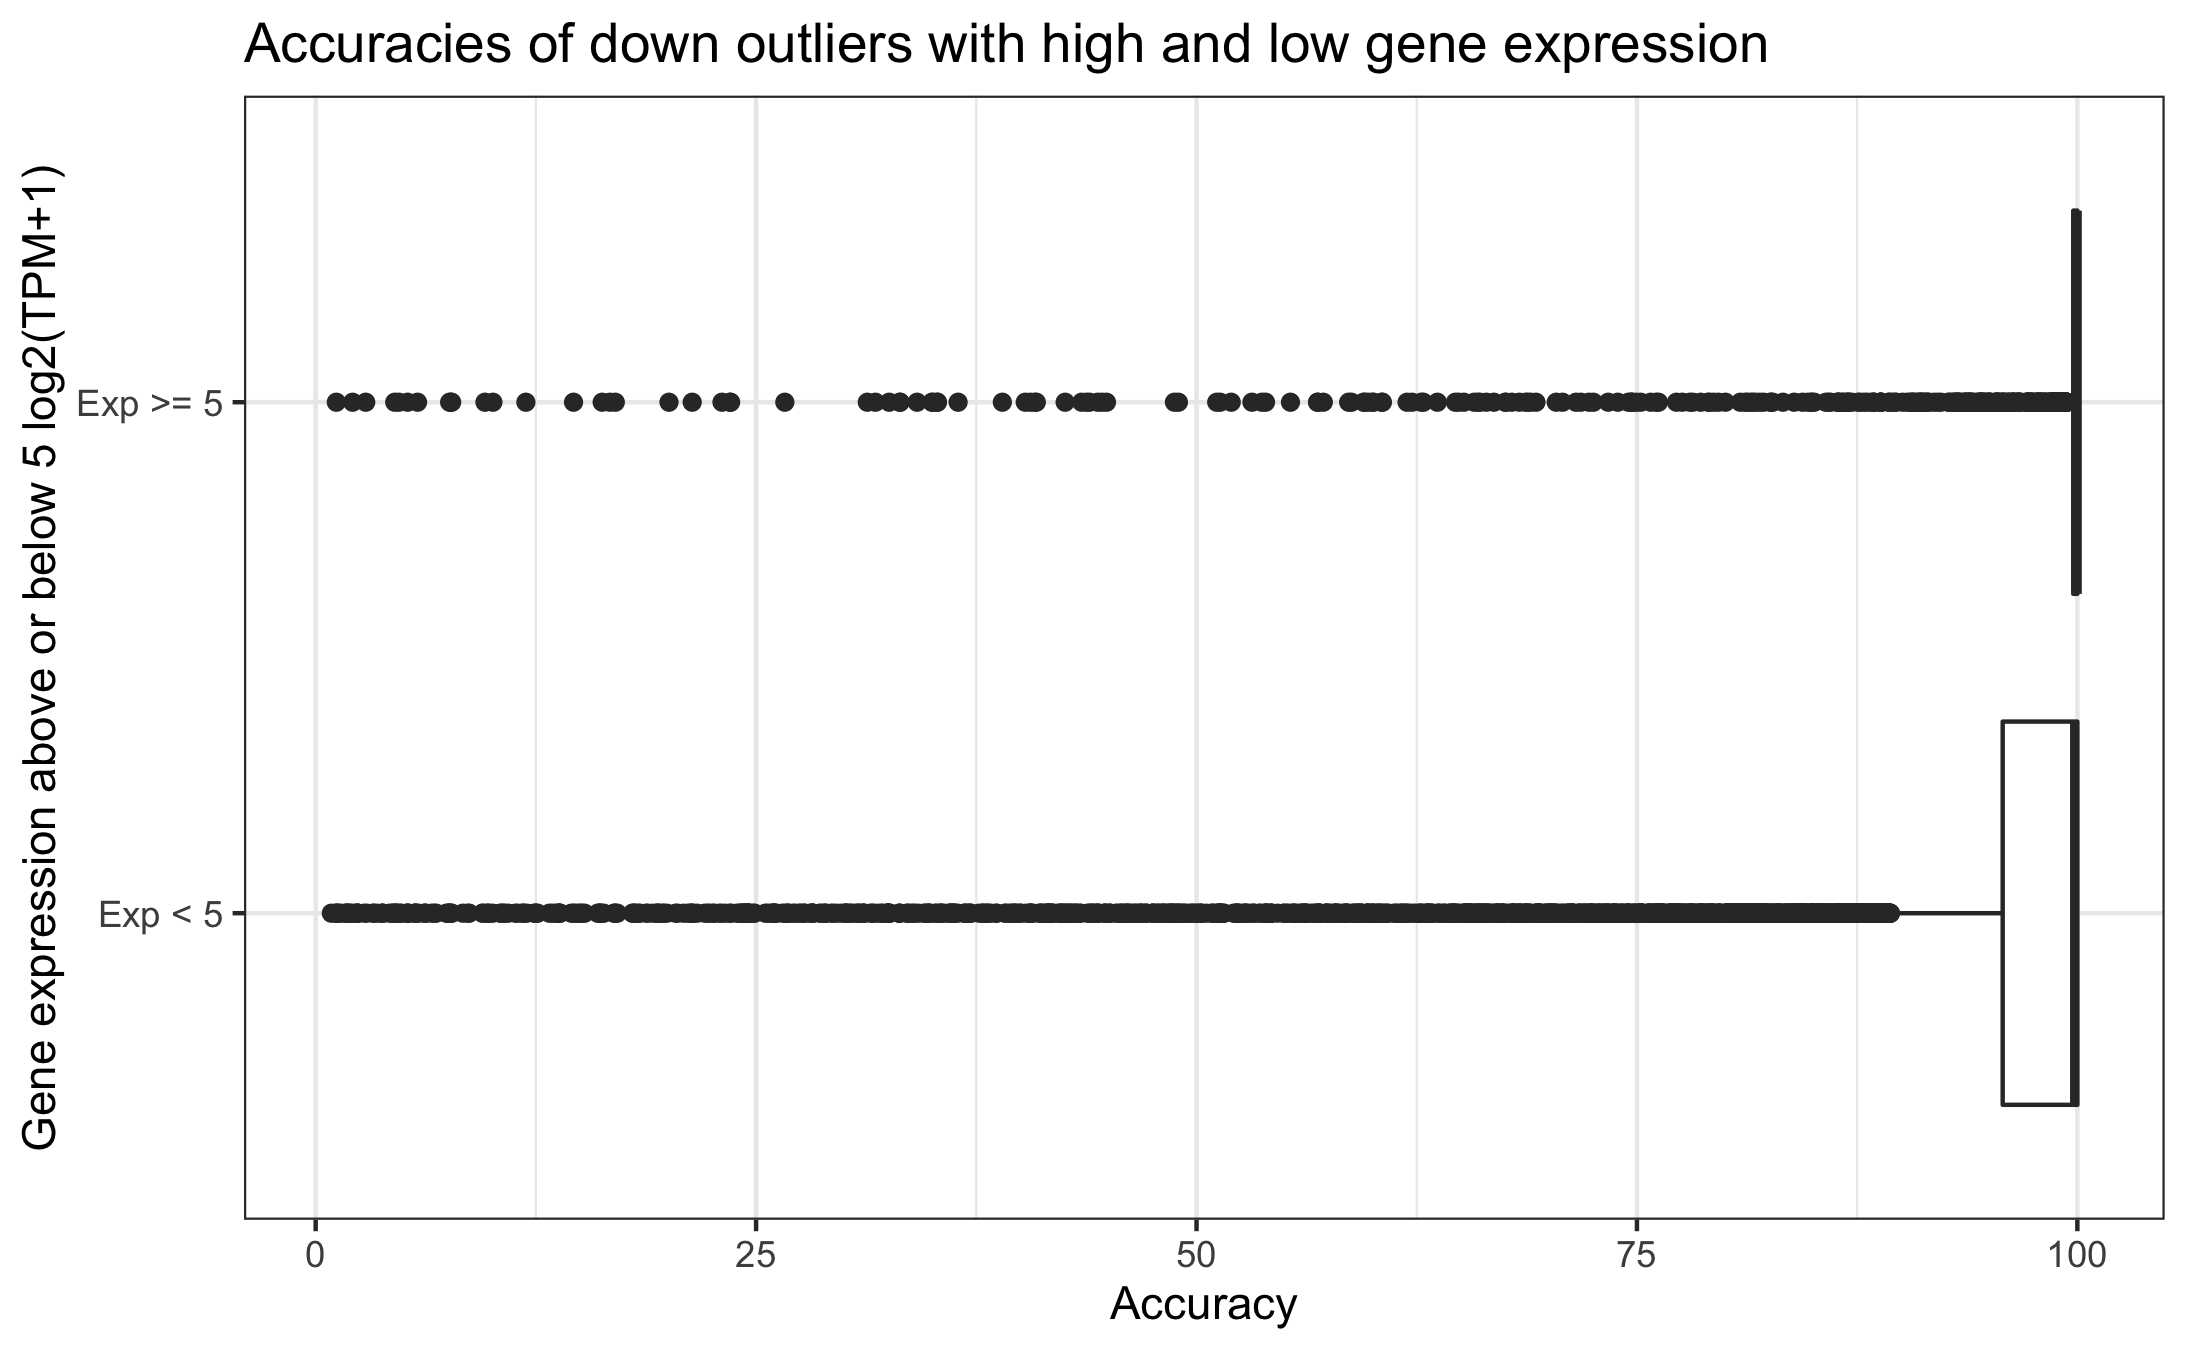 Accuracies of down outliers with high and low gene expression
Gene expression above or below 5 log2(TPM+1)
Exp >= 5
Exp < 5
0 25 50 75 100
Accuracy